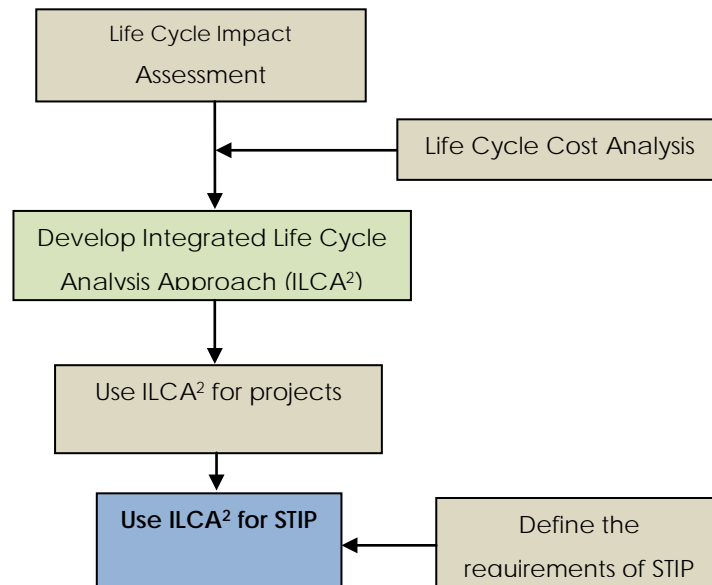 Life Cycle Impact
Assessment
Life Cycle Cost Analysis
Develop Integrated Life Cycle
Analysis Approach (ILCA²)
Use ILCA² for projects
Use ILCA² for STIP
Define the
requirements of STIP